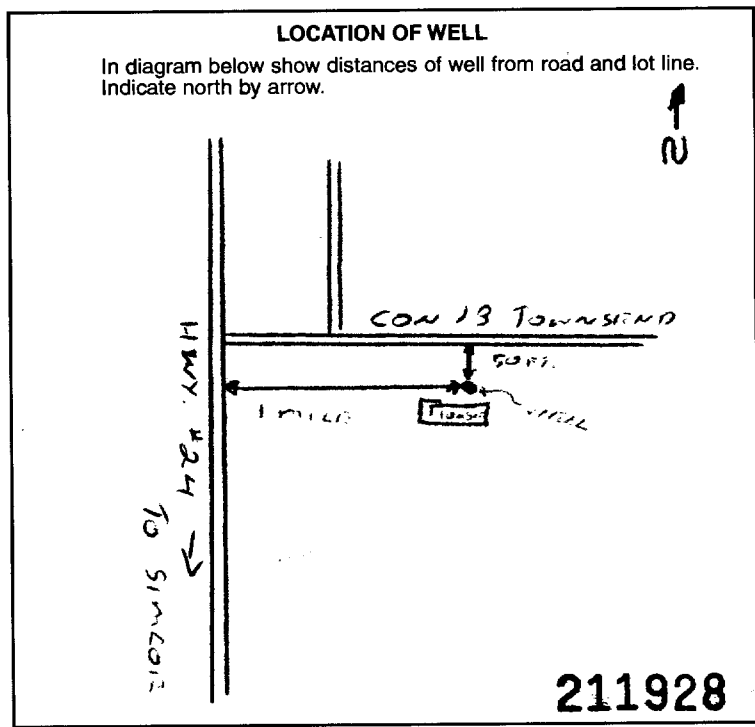 LOCATION OF WELL
In diagram below show distances of well from road and lot line.
Indicate north by arrow.
N
CON 13 TOWNSEND
50 FT.
1 MILE
House
WELL
HWY. #24 →
TO SIMCOE
211928